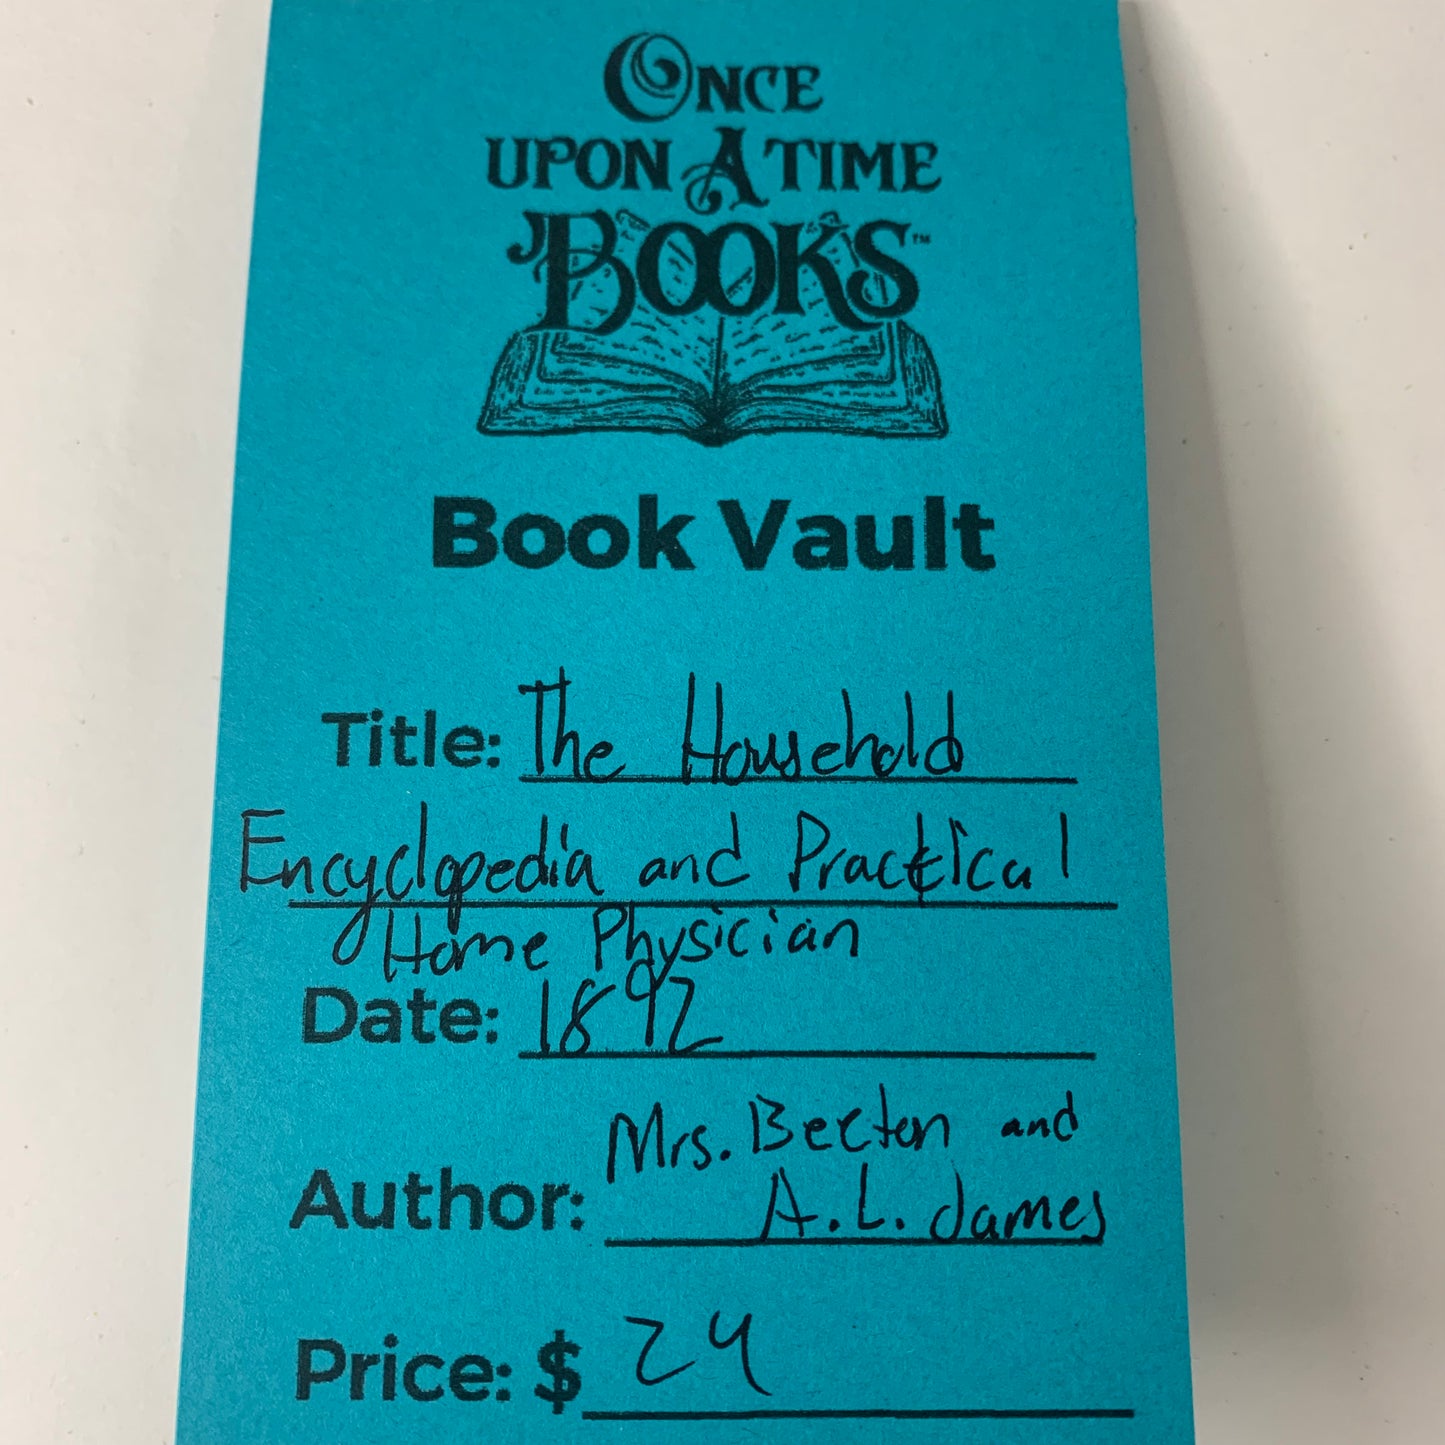 ONCE
UPON A TIME
BOOKS™
Book Vault
Title: The Household
Encyclopedia and Practical
Home Physician
Date: 1892
Mrs. Beeton and
Author: A.L. James
Price: $ 24